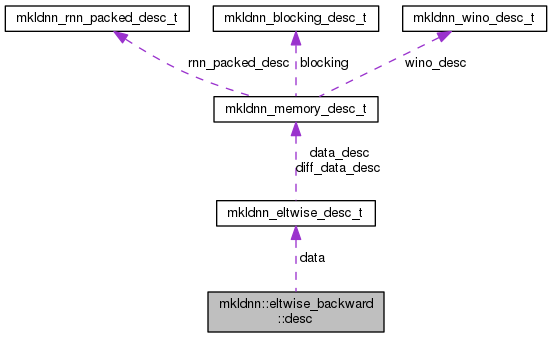 mkldnn_rnn_packed_desc_t
mkldnn_blocking_desc_t
mkldnn_wino_desc_t
rnn_packed_desc
blocking
wino_desc
mkldnn_memory_desc_t
data_desc
diff_data_desc
mkldnn_eltwise_desc_t
data
mkldnn::eltwise_backward
::desc